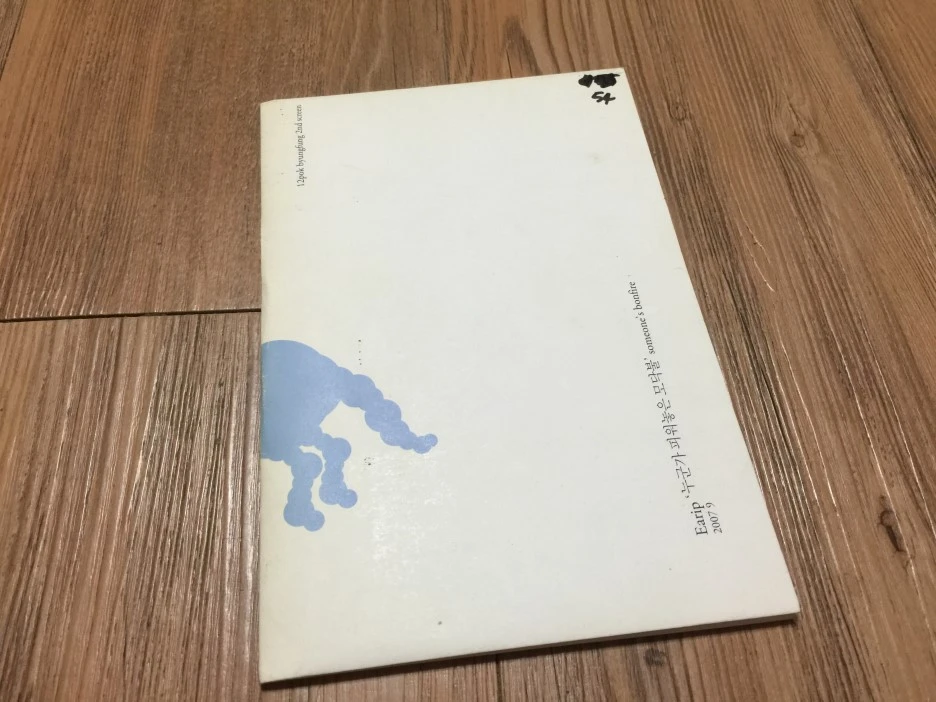 12pok byungfung 2nd screen
Earip '누군가 피워놓은 모닥불' someone's bonfire
2007 9